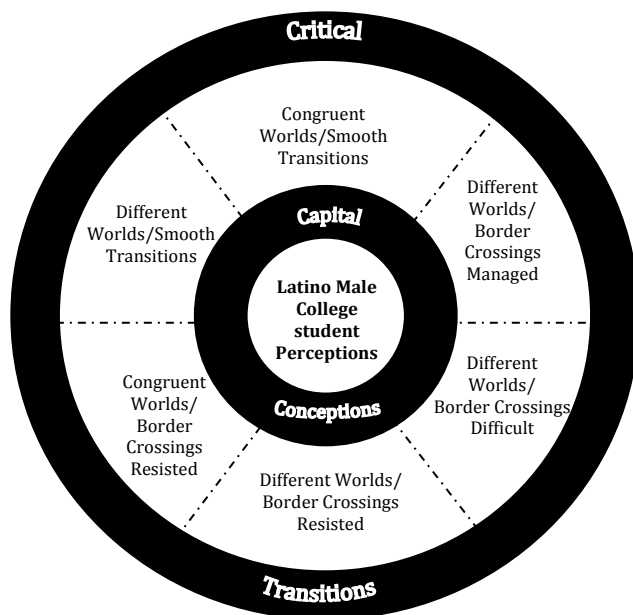 Critical
Congruent
Worlds/Smooth
Transitions
Different
Worlds/
Border
Crossings
Managed
Different
Worlds/Smooth
Transitions
Capital
Latino Male
College
student
Perceptions
Conceptions
Different
Worlds/
Border Crossings
Difficult
Congruent
Worlds/
Border
Crossings
Resisted
Different Worlds/
Border Crossings
Resisted
Transitions